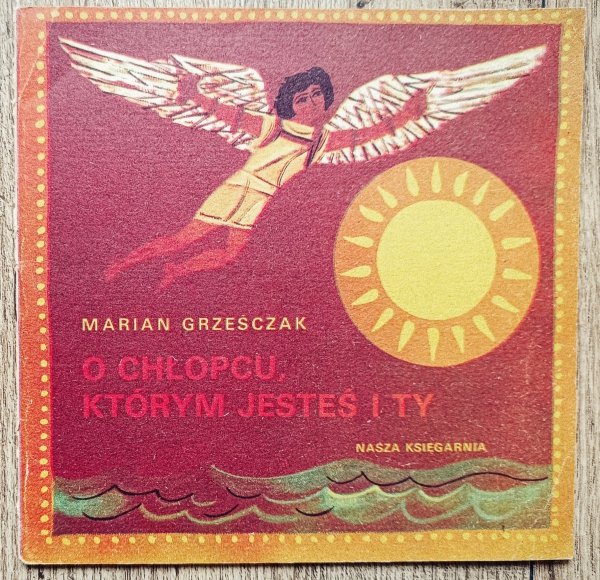 MARIAN GRZEŚCZAK
O CHŁOPCU,
KTÓRYM JESTEŚ I TY
NASZA KSIĘGARNIA